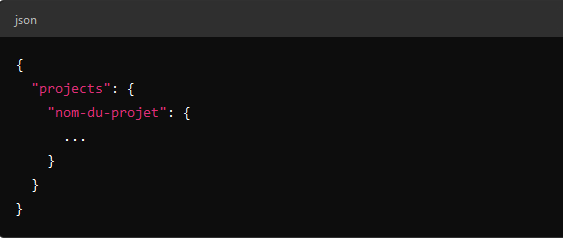 json
{
  "projects": {
    "nom-du-projet": {
      ...
    }
  }
}